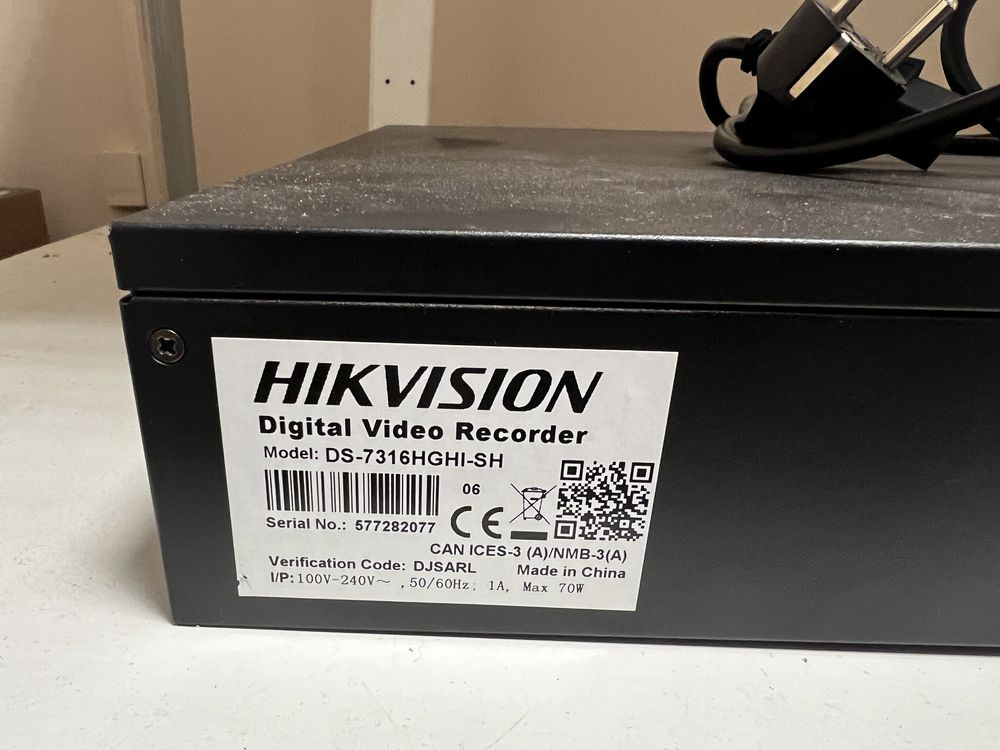 HIKVISION
Digital Video Recorder
Model: DS-7316HGHI-SH
06
Serial No.: 577282077
CE
CAN ICES-3 (A)/NMB-3(A)
Verification Code: DJSARL
Made in China
I/P:100V-240V～ ,50/60Hz; 1A, Max 70W